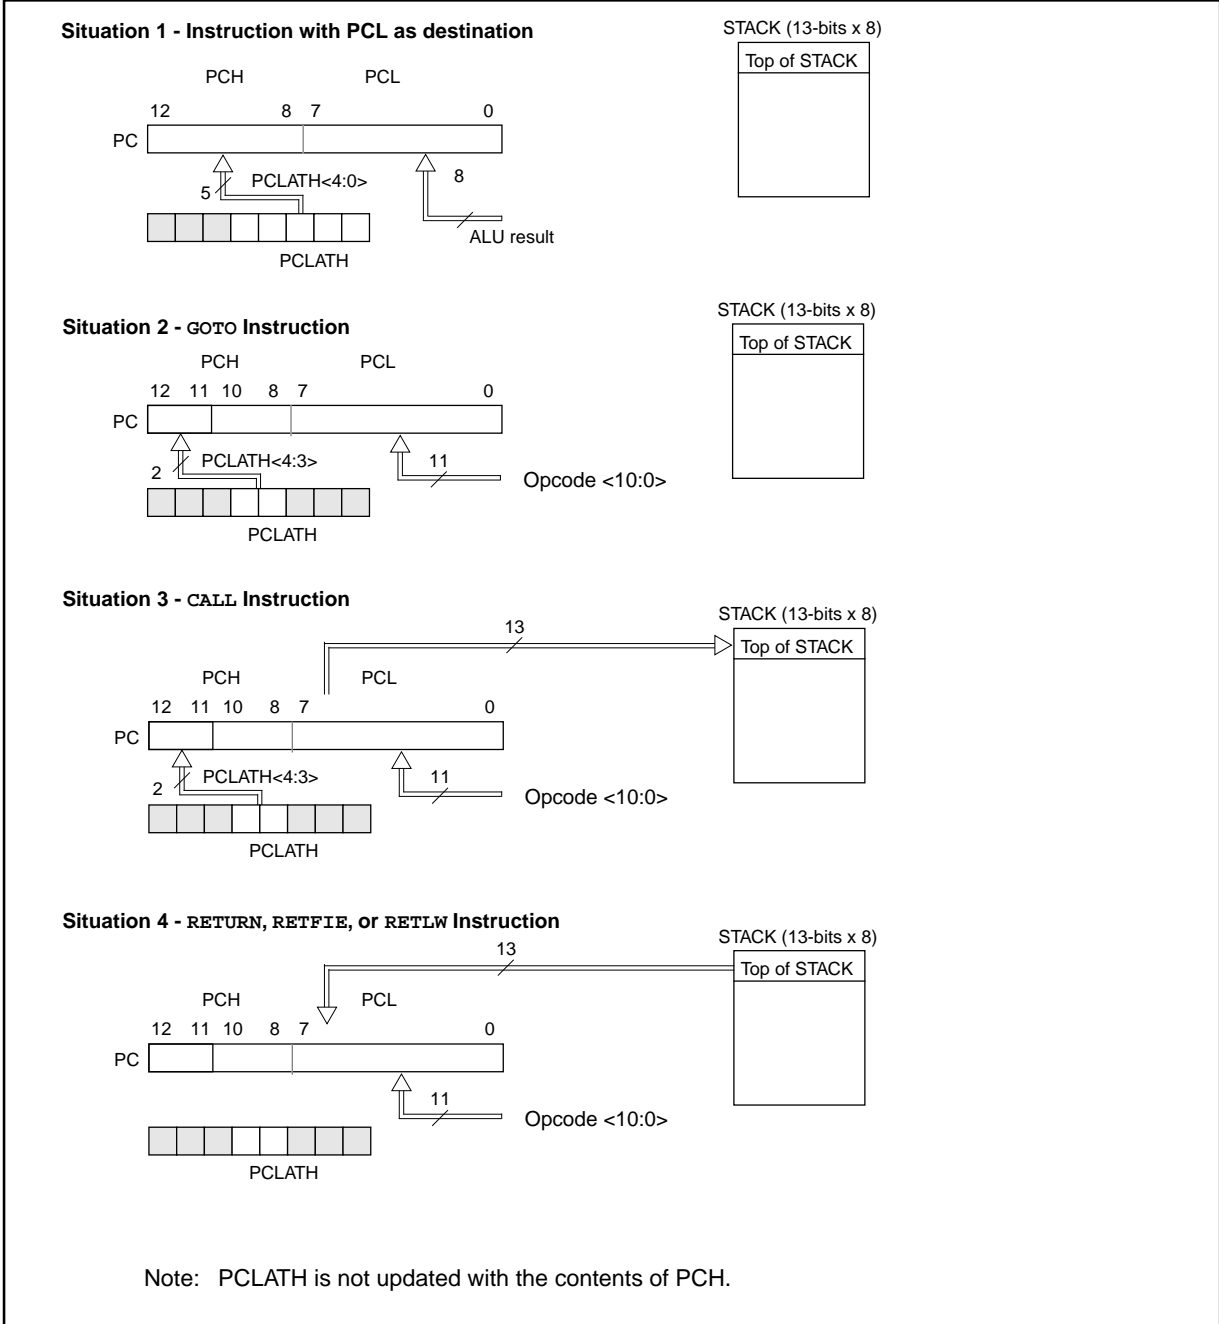 Situation 1 - Instruction with PCL as destination
STACK (13-bits x 8)
Top of STACK
PCH PCL
12 8 7 0
PC
5 PCLATH<4:0> 8
ALU result
PCLATH
Situation 2 - GOTO Instruction
STACK (13-bits x 8)
Top of STACK
PCH PCL
12 11 10 8 7 0
PC
2 PCLATH<4:3> 11
Opcode <10:0>
PCLATH
Situation 3 - CALL Instruction
STACK (13-bits x 8)
13
Top of STACK
PCH PCL
12 11 10 8 7 0
PC
2 PCLATH<4:3> 11
Opcode <10:0>
PCLATH
Situation 4 - RETURN, RETFIE, or RETLW Instruction
STACK (13-bits x 8)
13
Top of STACK
PCH PCL
12 11 10 8 7 0
PC
11
Opcode <10:0>
PCLATH
Note: PCLATH is not updated with the contents of PCH.